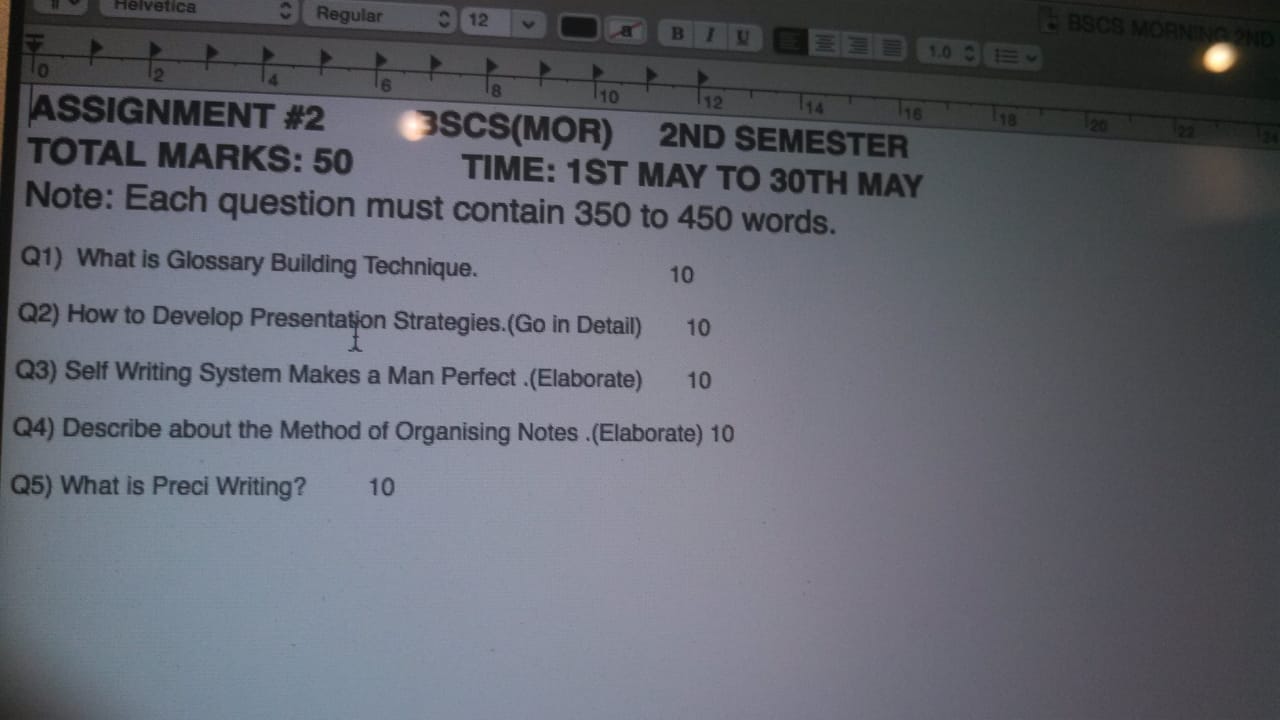 Helvetica Regular 12 a B I U 1.0 BSCS MORNING 2ND
0 2 4 6 8 10 12 14 16 18 20 22 24
ASSIGNMENT #2 BSCS(MOR) 2ND SEMESTER
TOTAL MARKS: 50 TIME: 1ST MAY TO 30TH MAY
Note: Each question must contain 350 to 450 words.
Q1) What is Glossary Building Technique. 10
Q2) How to Develop Presentation Strategies.(Go in Detail) 10
Q3) Self Writing System Makes a Man Perfect .(Elaborate) 10
Q4) Describe about the Method of Organising Notes .(Elaborate) 10
Q5) What is Preci Writing? 10